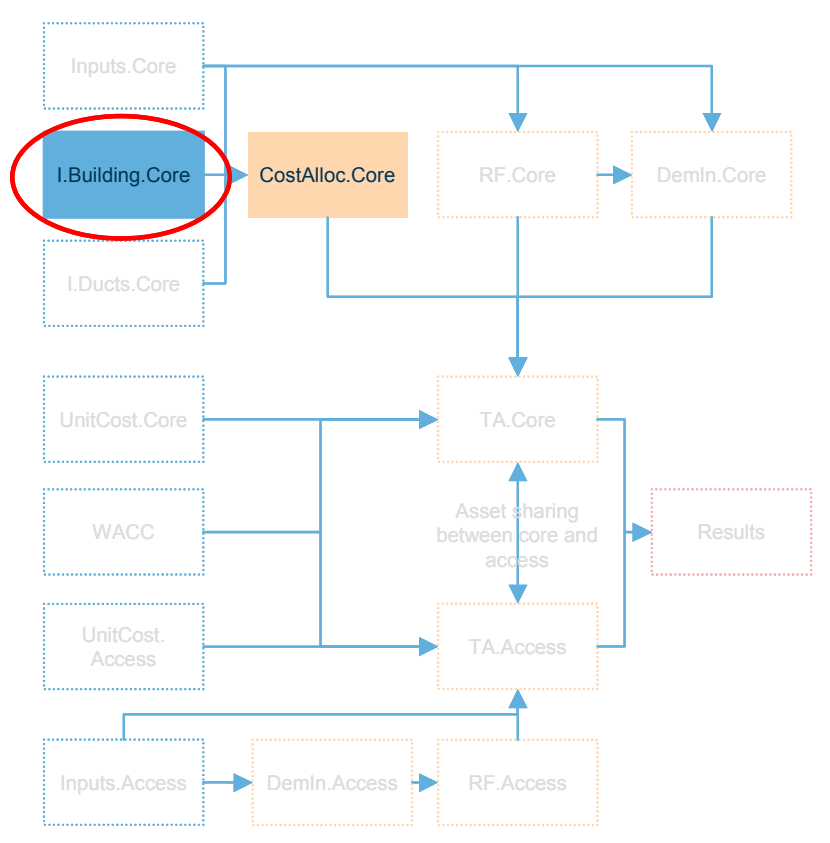 Inputs.Core
I.Building.Core
CostAlloc.Core
RF.Core
DemIn.Core
I.Ducts.Core
UnitCost.Core
TA.Core
WACC
Asset sharing
between core and
access
Results
UnitCost.
Access
TA.Access
Inputs.Access
DemIn.Access
RF.Access